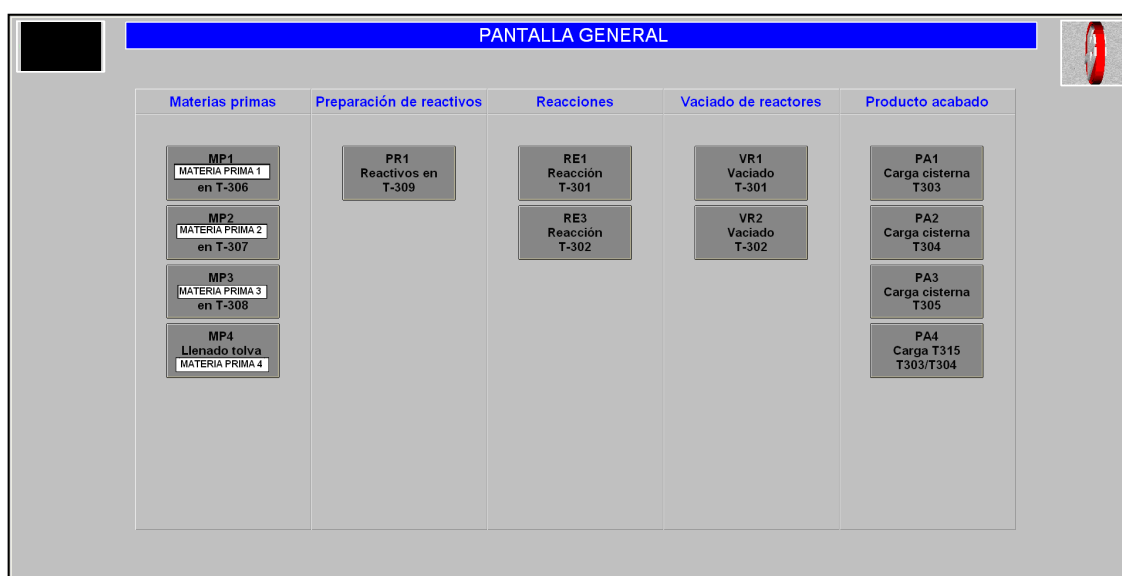 PANTALLA GENERAL
Materias primas
MP1
MATERIA PRIMA 1
en T-306
MP2
MATERIA PRIMA 2
en T-307
MP3
MATERIA PRIMA 3
en T-308
MP4
Llenado tolva
MATERIA PRIMA 4
Preparación de reactivos
PR1
Reactivos en
T-309
Reacciones
RE1
Reacción
T-301
RE3
Reacción
T-302
Vaciado de reactores
VR1
Vaciado
T-301
VR2
Vaciado
T-302
Producto acabado
PA1
Carga cisterna
T303
PA2
Carga cisterna
T304
PA3
Carga cisterna
T305
PA4
Carga T315
T303/T304